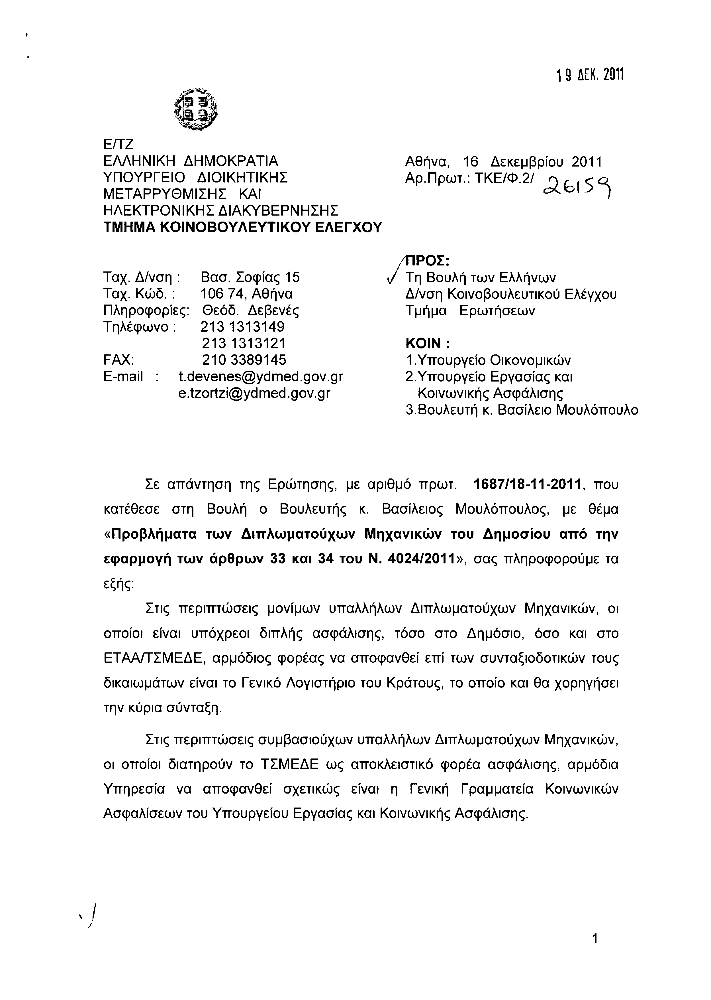 19 ΔΕΚ. 2011
Ε/ΤΖ
ΕΛΛΗΝΙΚΗ ΔΗΜΟΚΡΑΤΙΑ
ΥΠΟΥΡΓΕΙΟ ΔΙΟΙΚΗΤΙΚΗΣ
ΜΕΤΑΡΡΥΘΜΙΣΗΣ ΚΑΙ
ΗΛΕΚΤΡΟΝΙΚΗΣ ΔΙΑΚΥΒΕΡΝΗΣΗΣ
ΤΜΗΜΑ ΚΟΙΝΟΒΟΥΛΕΥΤΙΚΟΥ ΕΛΕΓΧΟΥ
Αθήνα, 16 Δεκεμβρίου 2011
Αρ.Πρωτ.: ΤΚΕ/Φ.2/ 26159
Ταχ. Δ/νση : Βασ. Σοφίας 15
Ταχ. Κώδ. : 106 74, Αθήνα
Πληροφορίες: Θεόδ. Δεβενές
Τηλέφωνο : 213 1313149
213 1313121
FAX: 210 3389145
E-mail : t.devenes@ydmed.gov.gr
e.tzortzi@ydmed.gov.gr
ΠΡΟΣ:
Τη Βουλή των Ελλήνων
Δ/νση Κοινοβουλευτικού Ελέγχου
Τμήμα Ερωτήσεων
ΚΟΙΝ :
1.Υπουργείο Οικονομικών
2.Υπουργείο Εργασίας και
Κοινωνικής Ασφάλισης
3.Βουλευτή κ. Βασίλειο Μουλόπουλο
Σε απάντηση της Ερώτησης, με αριθμό πρωτ. 1687/18-11-2011, που
κατέθεσε στη Βουλή ο Βουλευτής κ. Βασίλειος Μουλόπουλος, με θέμα
«Προβλήματα των Διπλωματούχων Μηχανικών του Δημοσίου από την
εφαρμογή των άρθρων 33 και 34 του Ν. 4024/2011», σας πληροφορούμε τα
εξής:
Στις περιπτώσεις μονίμων υπαλλήλων Διπλωματούχων Μηχανικών, οι
οποίοι είναι υπόχρεοι διπλής ασφάλισης, τόσο στο Δημόσιο, όσο και στο
ΕΤΑΑ/ΤΣΜΕΔΕ, αρμόδιος φορέας να αποφανθεί επί των συνταξιοδοτικών τους
δικαιωμάτων είναι το Γενικό Λογιστήριο του Κράτους, το οποίο και θα χορηγήσει
την κύρια σύνταξη.
Στις περιπτώσεις συμβασιούχων υπαλλήλων Διπλωματούχων Μηχανικών,
οι οποίοι διατηρούν το ΤΣΜΕΔΕ ως αποκλειστικό φορέα ασφάλισης, αρμόδια
Υπηρεσία να αποφανθεί σχετικώς είναι η Γενική Γραμματεία Κοινωνικών
Ασφαλίσεων του Υπουργείου Εργασίας και Κοινωνικής Ασφάλισης.
1